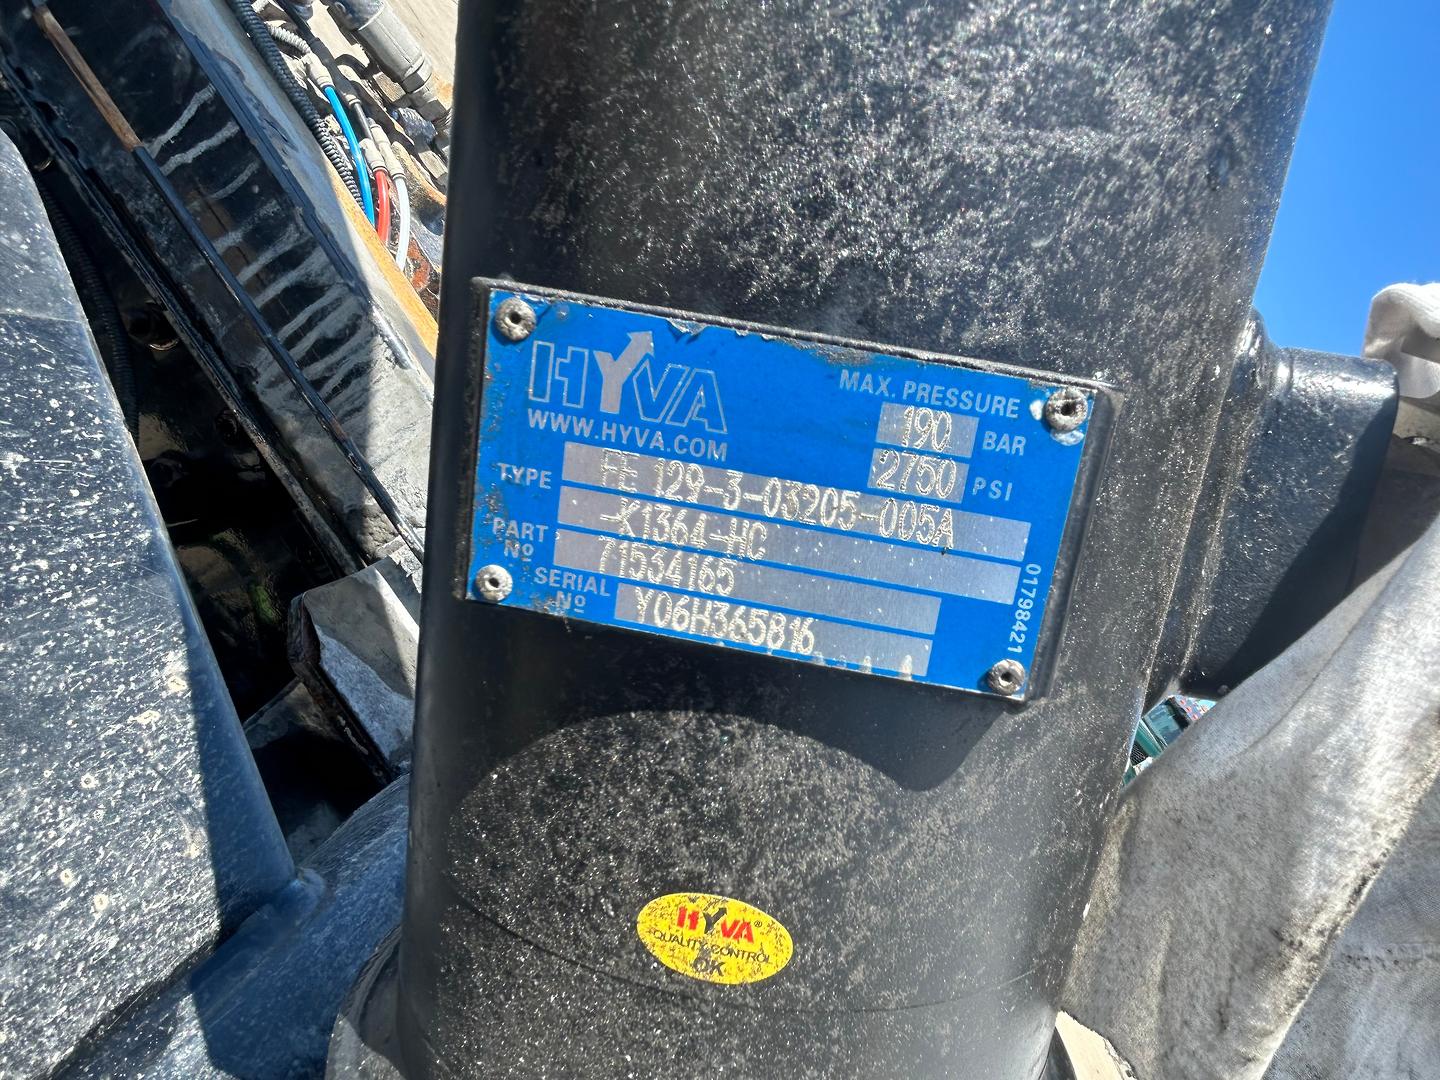 HYVA
WWW.HYVA.COM
MAX. PRESSURE
190 BAR
2750 PSI
TYPE FE 129-3-03205-005A
-K1364-HC
PART Nº 71534165
SERIAL Nº Y06H365816
01798421
HYVA®
QUALITY CONTROL
OK